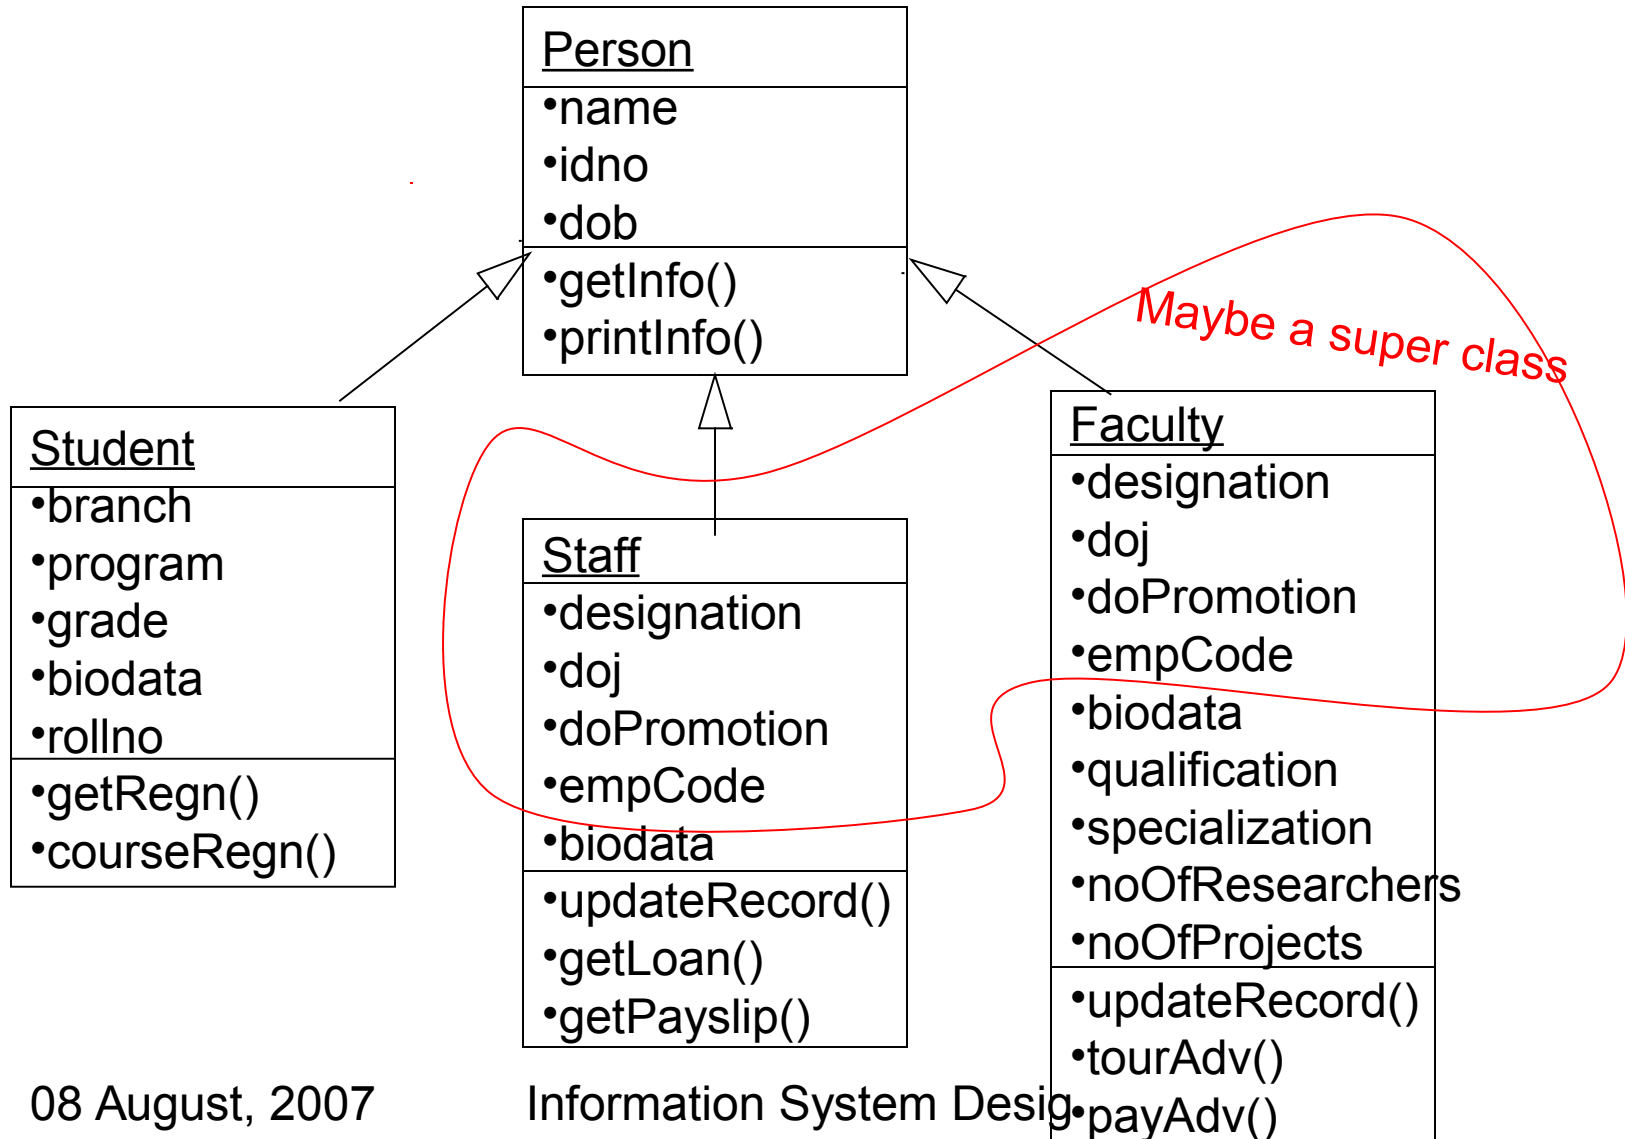 Person
•name
•idno
•dob
•getInfo()
•printInfo()
Maybe a super class
Student
•branch
•program
•grade
•biodata
•rollno
•getRegn()
•courseRegn()
Staff
•designation
•doj
•doPromotion
•empCode
•biodata
•updateRecord()
•getLoan()
•getPayslip()
Faculty
•designation
•doj
•doPromotion
•empCode
•biodata
•qualification
•specialization
•noOfResearchers
•noOfProjects
•updateRecord()
•tourAdv()
•payAdv()
08 August, 2007
Information System Desig